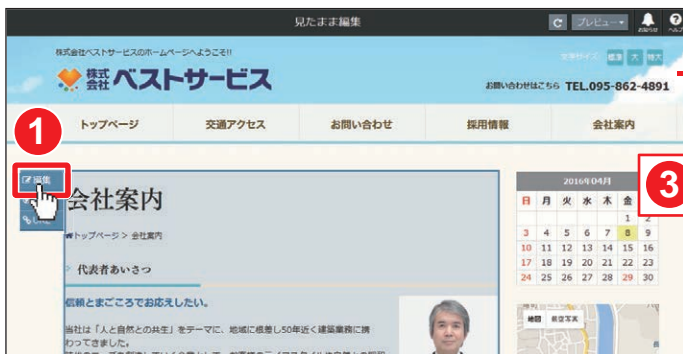 見たまま編集
プレビュー
お知らせ
株式会社ベストサービスのホームページへようこそ!!
文字サイズ 標準 大 特大
株式会社 ベストサービス
お問い合わせはこちら TEL.095-862-4891
1
トップページ 交通アクセス お問い合わせ 採用情報 会社案内
編集
3
会社案内
トップページ > 会社案内
代表者あいさつ
信頼とまごころでお応えしたい。
当社は「人と自然との共生」をテーマに、地域に根差し50年近く建築業務に携
わってきました。
2016年04月
日 月 火 水 木 金
1 2
3 4 5 6 7 8 9
10 11 12 13 14 15 16
17 18 19 20 21 22 23
24 25 26 27 28 29 30
地図 航空写真